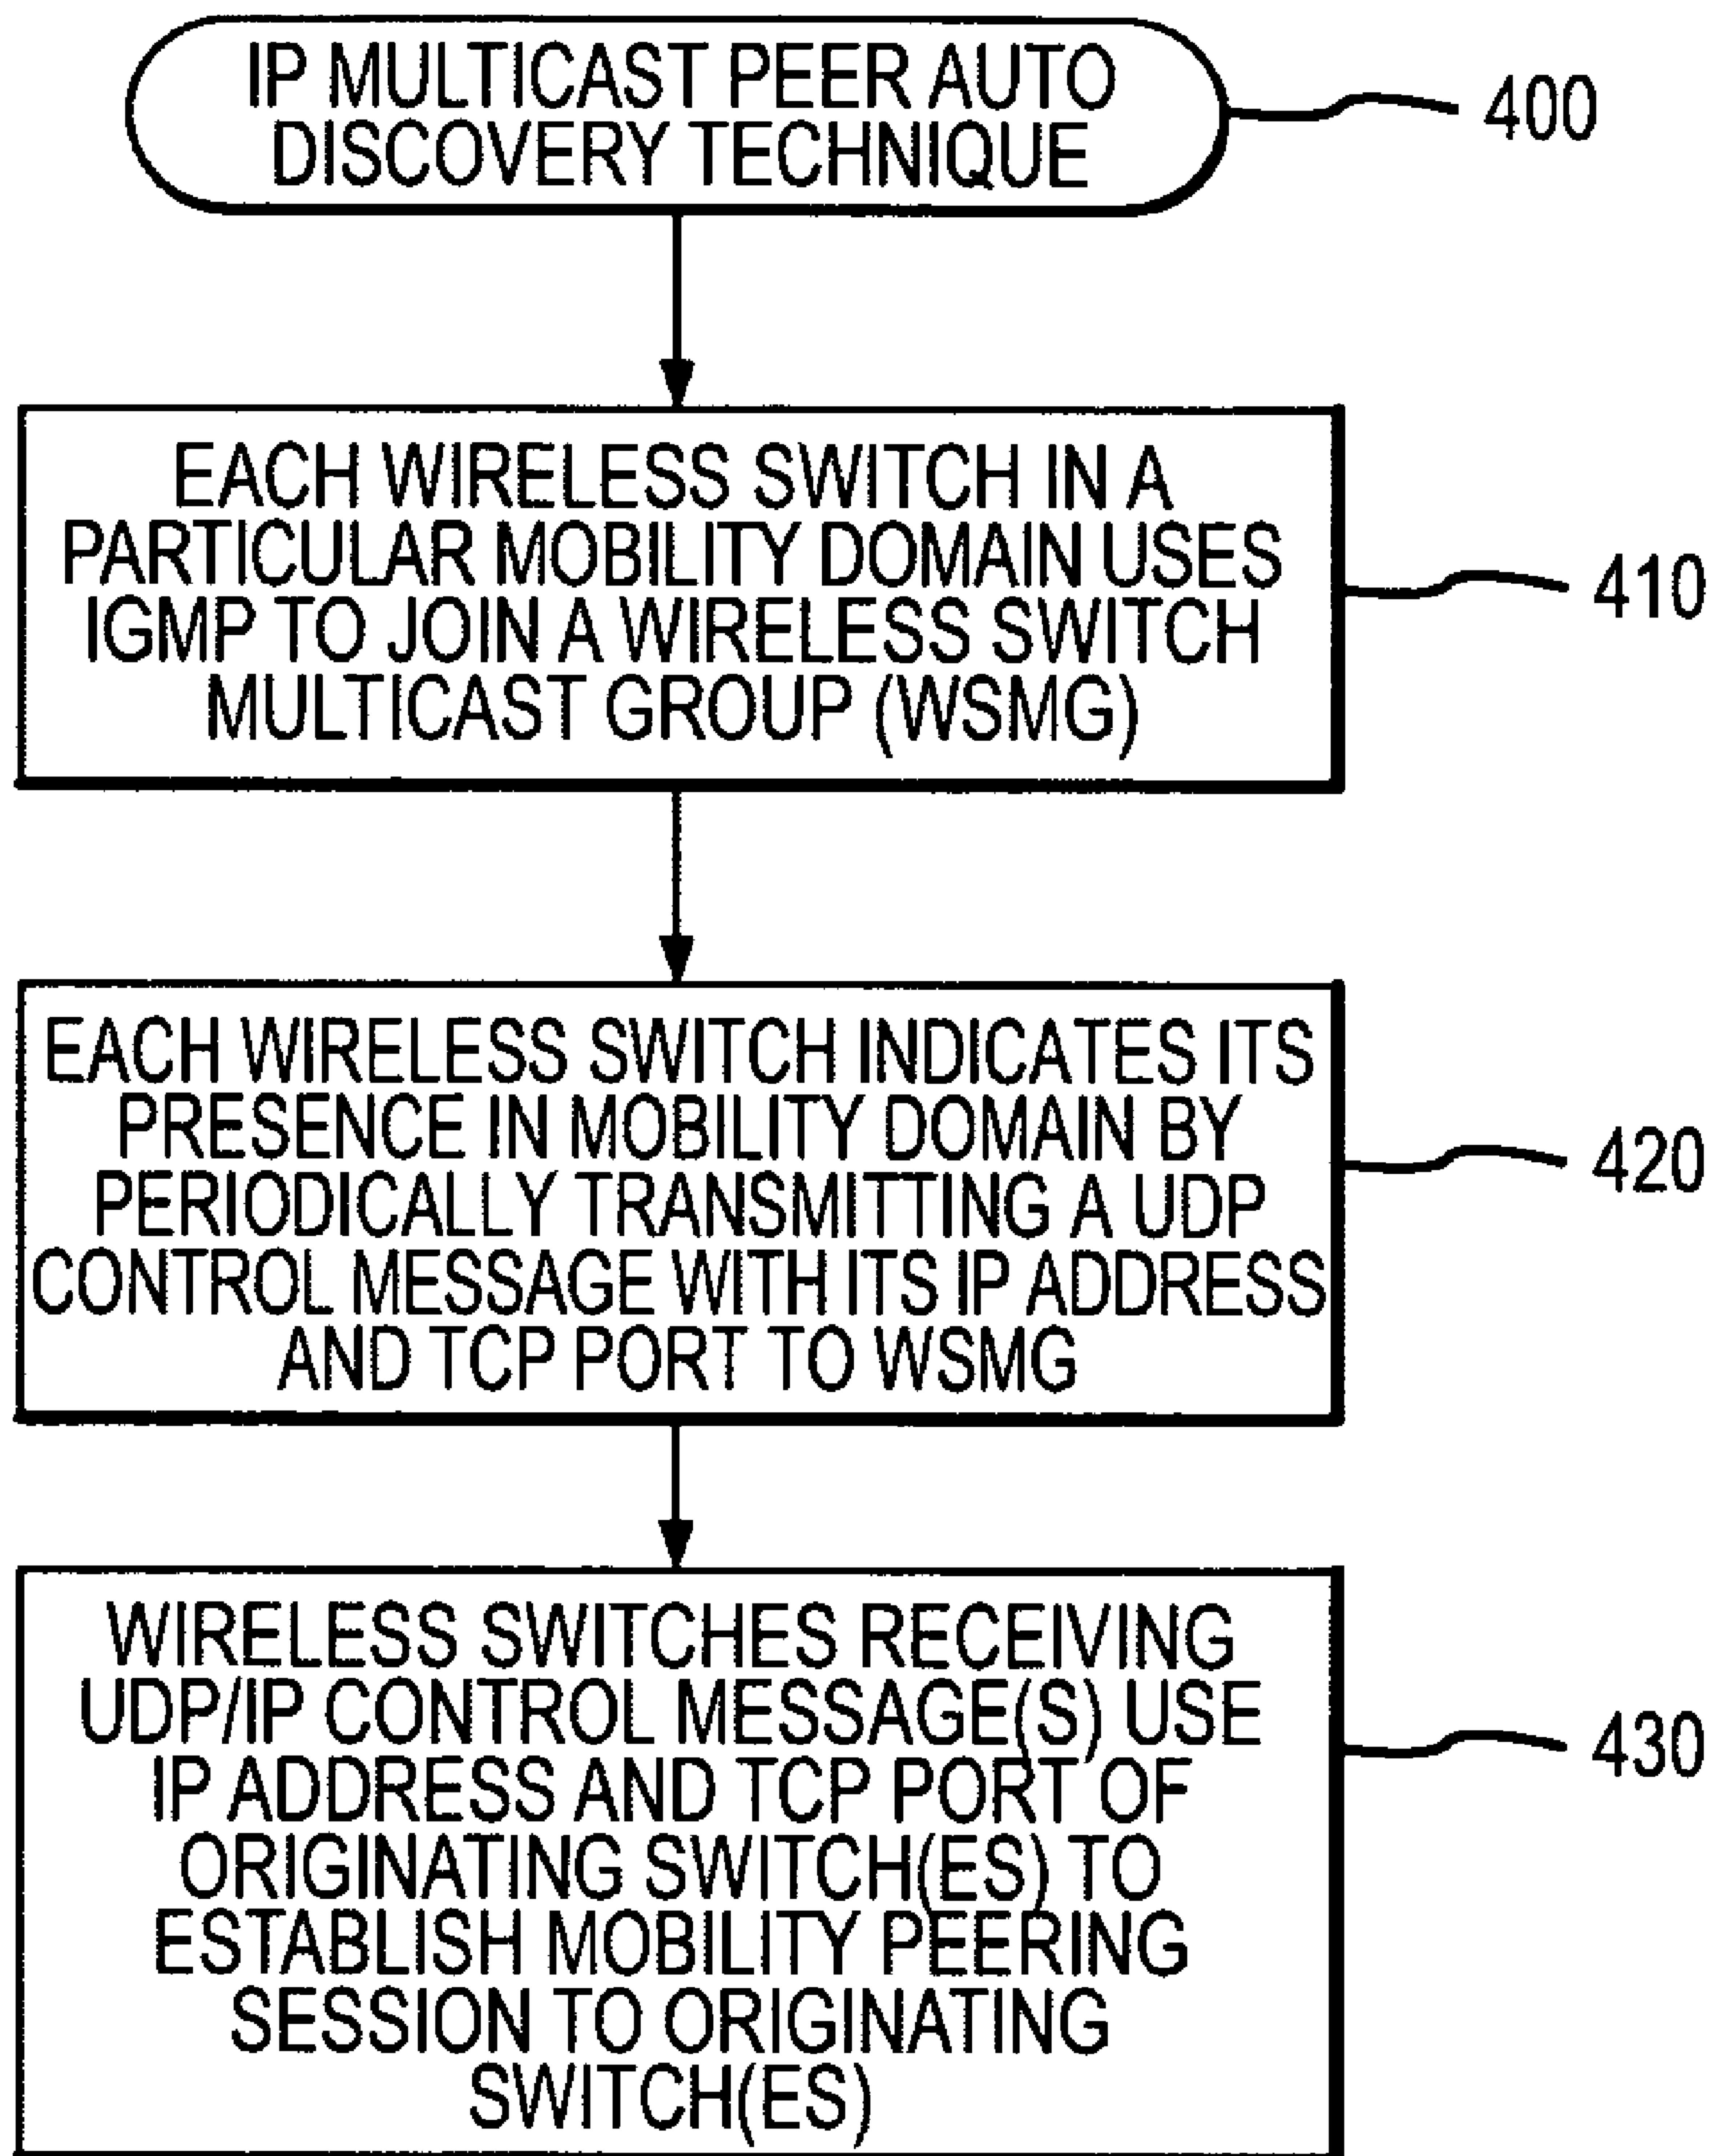 IP MULTICAST PEER AUTO
DISCOVERY TECHNIQUE
400
EACH WIRELESS SWITCH IN A
PARTICULAR MOBILITY DOMAIN USES
IGMP TO JOIN A WIRELESS SWITCH
MULTICAST GROUP (WSMG)
410
EACH WIRELESS SWITCH INDICATES ITS
PRESENCE IN MOBILITY DOMAIN BY
PERIODICALLY TRANSMITTING A UDP
CONTROL MESSAGE WITH ITS IP ADDRESS
AND TCP PORT TO WSMG
420
WIRELESS SWITCHES RECEIVING
UDP/IP CONTROL MESSAGE(S) USE
IP ADDRESS AND TCP PORT OF
ORIGINATING SWITCH(ES) TO
ESTABLISH MOBILITY PEERING
SESSION TO ORIGINATING
SWITCH(ES)
430